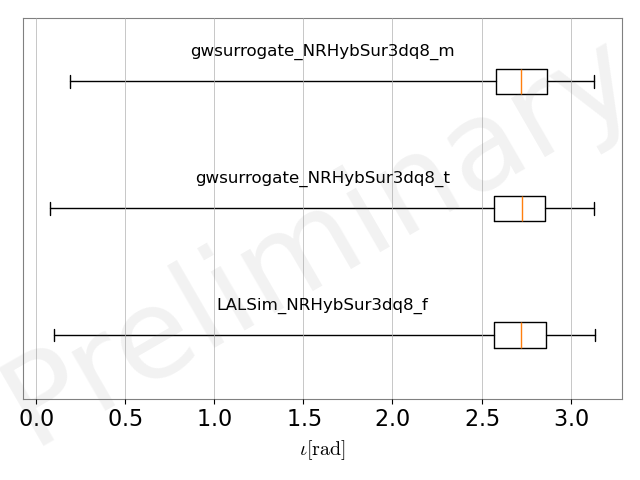 gwsurrogate_NRHybSur3dq8_m
gwsurrogate_NRHybSur3dq8_t
LALSim_NRHybSur3dq8_f
Preliminary
0.0 0.5 1.0 1.5 2.0 2.5 3.0
ι[rad]